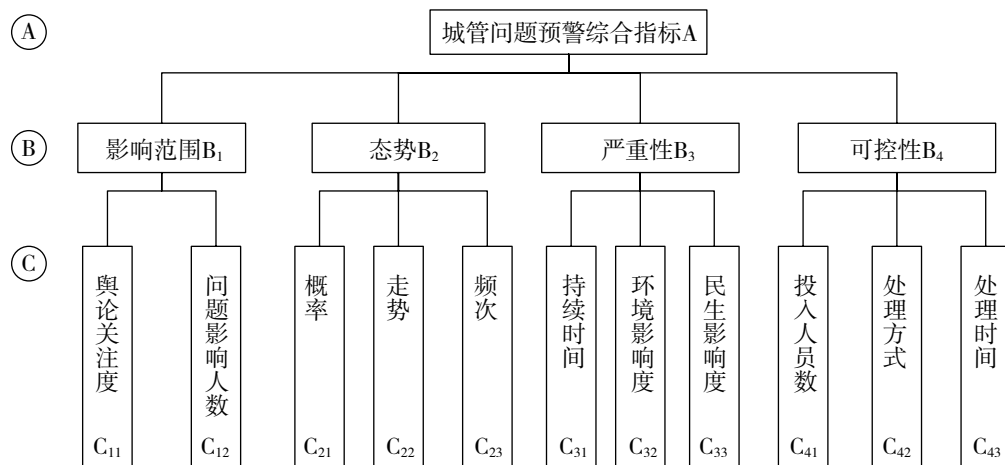 A
城管问题预警综合指标A
B
影响范围B₁
态势B₂
严重性B₃
可控性B₄
C
舆论关注度
C₁₁
问题影响人数
C₁₂
概率
C₂₁
走势
C₂₂
频次
C₂₃
持续时间
C₃₁
环境影响度
C₃₂
民生影响度
C₃₃
投入人员数
C₄₁
处理方式
C₄₂
处理时间
C₄₃